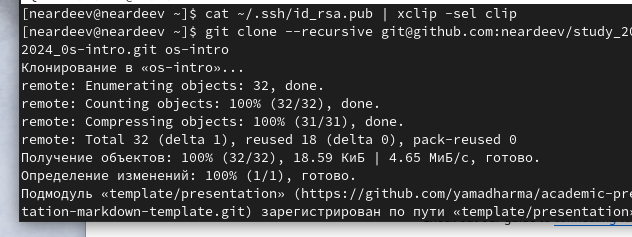 [neardeev@neardeev ~]$ cat ~/.ssh/id_rsa.pub | xclip -sel clip
[neardeev@neardeev ~]$ git clone --recursive git@github.com:neardeev/study_20
2024_0s-intro.git os-intro
Клонирование в «os-intro»...
remote: Enumerating objects: 32, done.
remote: Counting objects: 100% (32/32), done.
remote: Compressing objects: 100% (31/31), done.
remote: Total 32 (delta 1), reused 18 (delta 0), pack-reused 0
Получение объектов: 100% (32/32), 18.59 КиБ | 4.65 МиБ/с, готово.
Определение изменений: 100% (1/1), готово.
Подмодуль «template/presentation» (https://github.com/yamadharma/academic-pre
tation-markdown-template.git) зарегистрирован по пути «template/presentation»